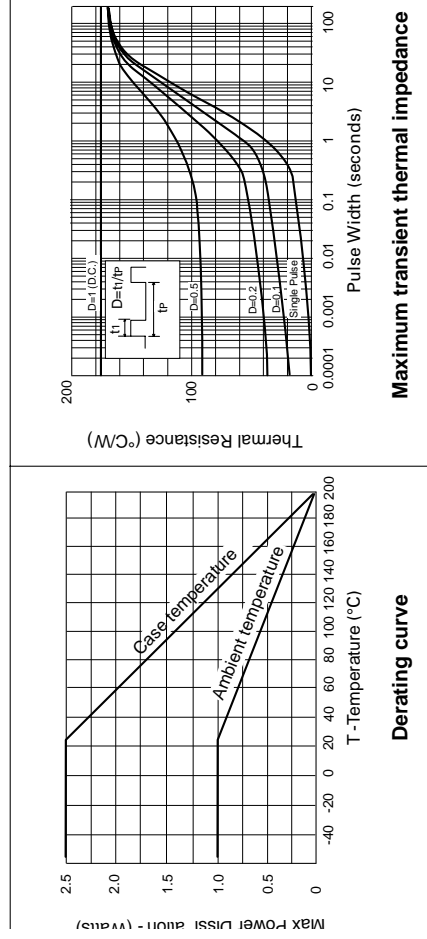 Max Power Dissi ation - (Watts)
2.5
2.0
1.5
1.0
0.5
0
Case temperature
Ambient temperature
-40 -20 0 20 40 60 80 100 120 140 160 180 200
T -Temperature (°C)
Derating curve
Thermal Resistance (°C/W)
200
100
0
D=1 (D.C.)
t1
D=t1/tP
tP
D=0.5
D=0.2
D=0.1
Single Pulse
0.0001 0.001 0.01 0.1 1 10 100
Pulse Width (seconds)
Maximum transient thermal impedance